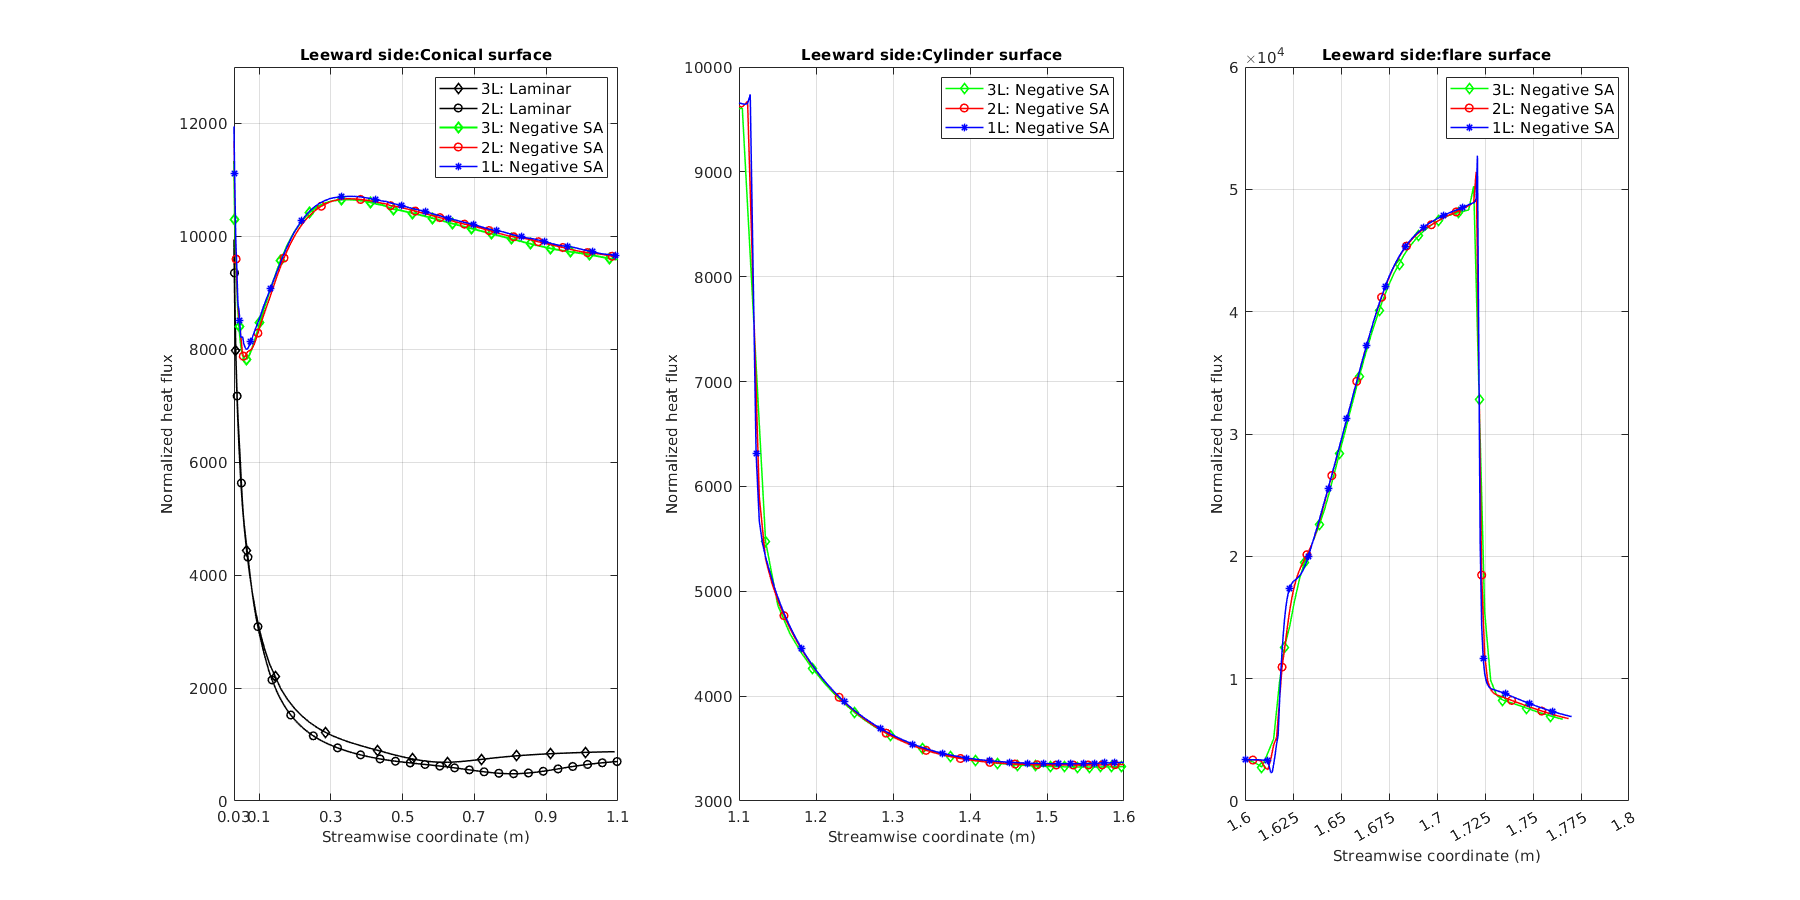 Leeward side:Conical surface
3L: Laminar
2L: Laminar
3L: Negative SA
2L: Negative SA
1L: Negative SA
12000
10000
8000
6000
4000
2000
0
Normalized heat flux
0.03 0.1 0.3 0.5 0.7 0.9 1.1
Streamwise coordinate (m)
Leeward side:Cylinder surface
3L: Negative SA
2L: Negative SA
1L: Negative SA
10000
9000
8000
7000
6000
5000
4000
3000
Normalized heat flux
1.1 1.2 1.3 1.4 1.5 1.6
Streamwise coordinate (m)
×10⁴
Leeward side:flare surface
3L: Negative SA
2L: Negative SA
1L: Negative SA
6
5
4
3
2
1
0
Normalized heat flux
1.6 1.625 1.65 1.675 1.7 1.725 1.75 1.775 1.8
Streamwise coordinate (m)